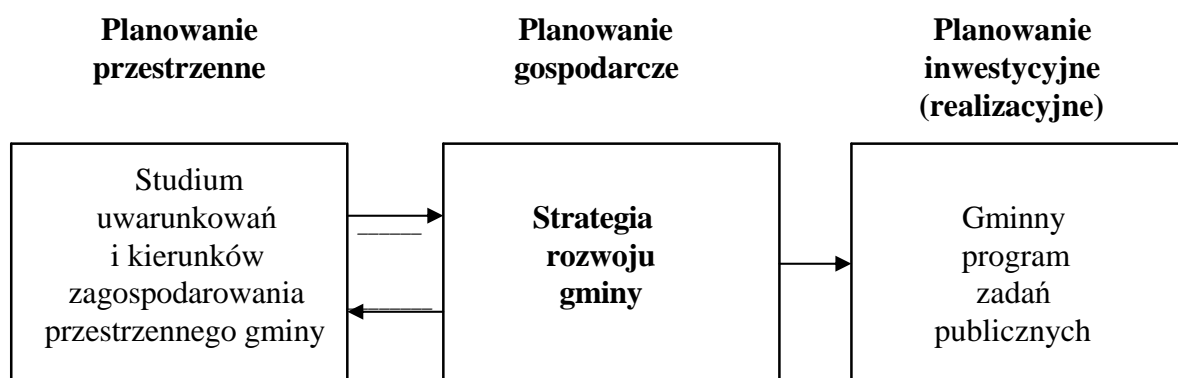 Planowanie
przestrzenne
Planowanie
gospodarcze
Planowanie
inwestycyjne
(realizacyjne)
Studium
uwarunkowań
i kierunków
zagospodarowania
przestrzennego gminy
Strategia
rozwoju
gminy
Gminny
program
zadań
publicznych